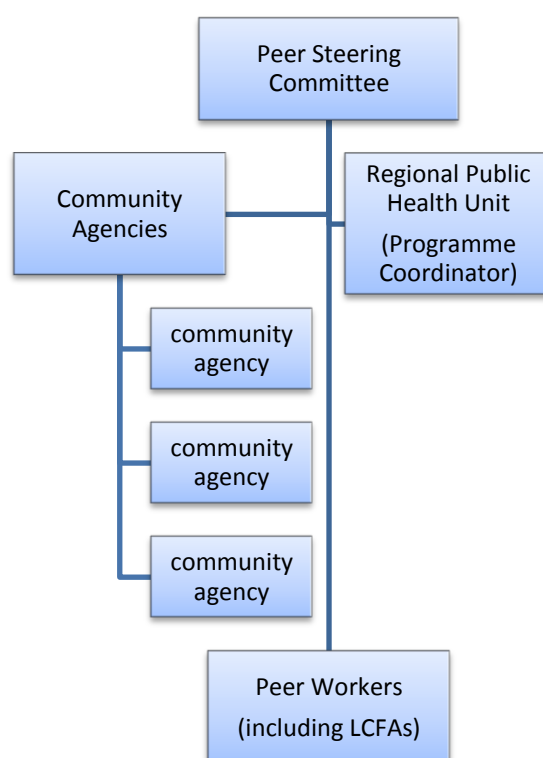 Peer Steering
Committee
Community
Agencies
Regional Public
Health Unit
(Programme
Coordinator)
community
agency
community
agency
community
agency
Peer Workers
(including LCFAs)